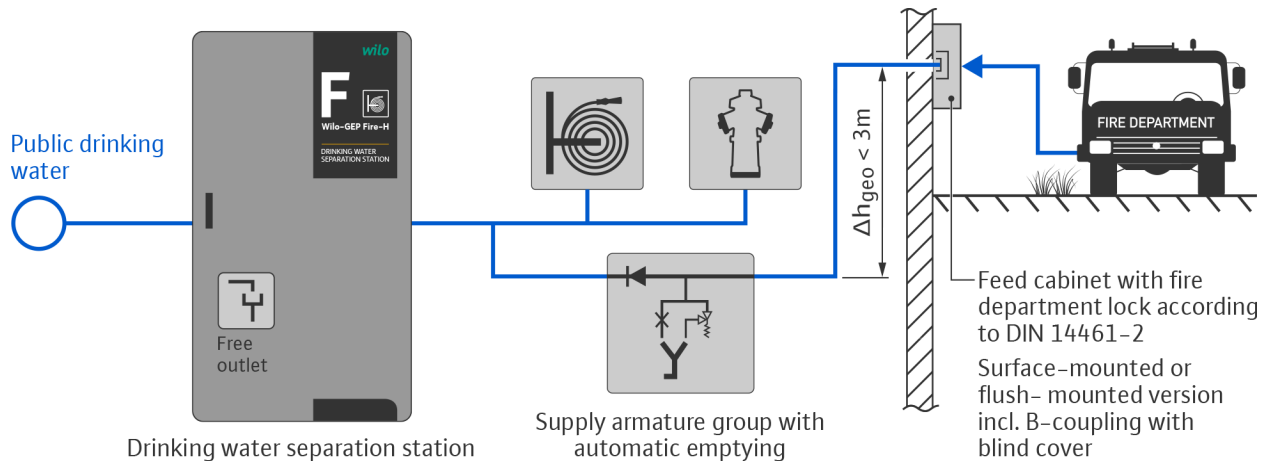 Public drinking
water
wilo
F
Wilo-GEP Fire-H
DRINKING WATER
SEPARATION STATION
Free
outlet
Drinking water separation station
Supply armature group with
automatic emptying
Δhgeo < 3m
FIRE DEPARTMENT
Feed cabinet with fire
department lock according
to DIN 14461-2
Surface-mounted or
flush- mounted version
incl. B-coupling with
blind cover